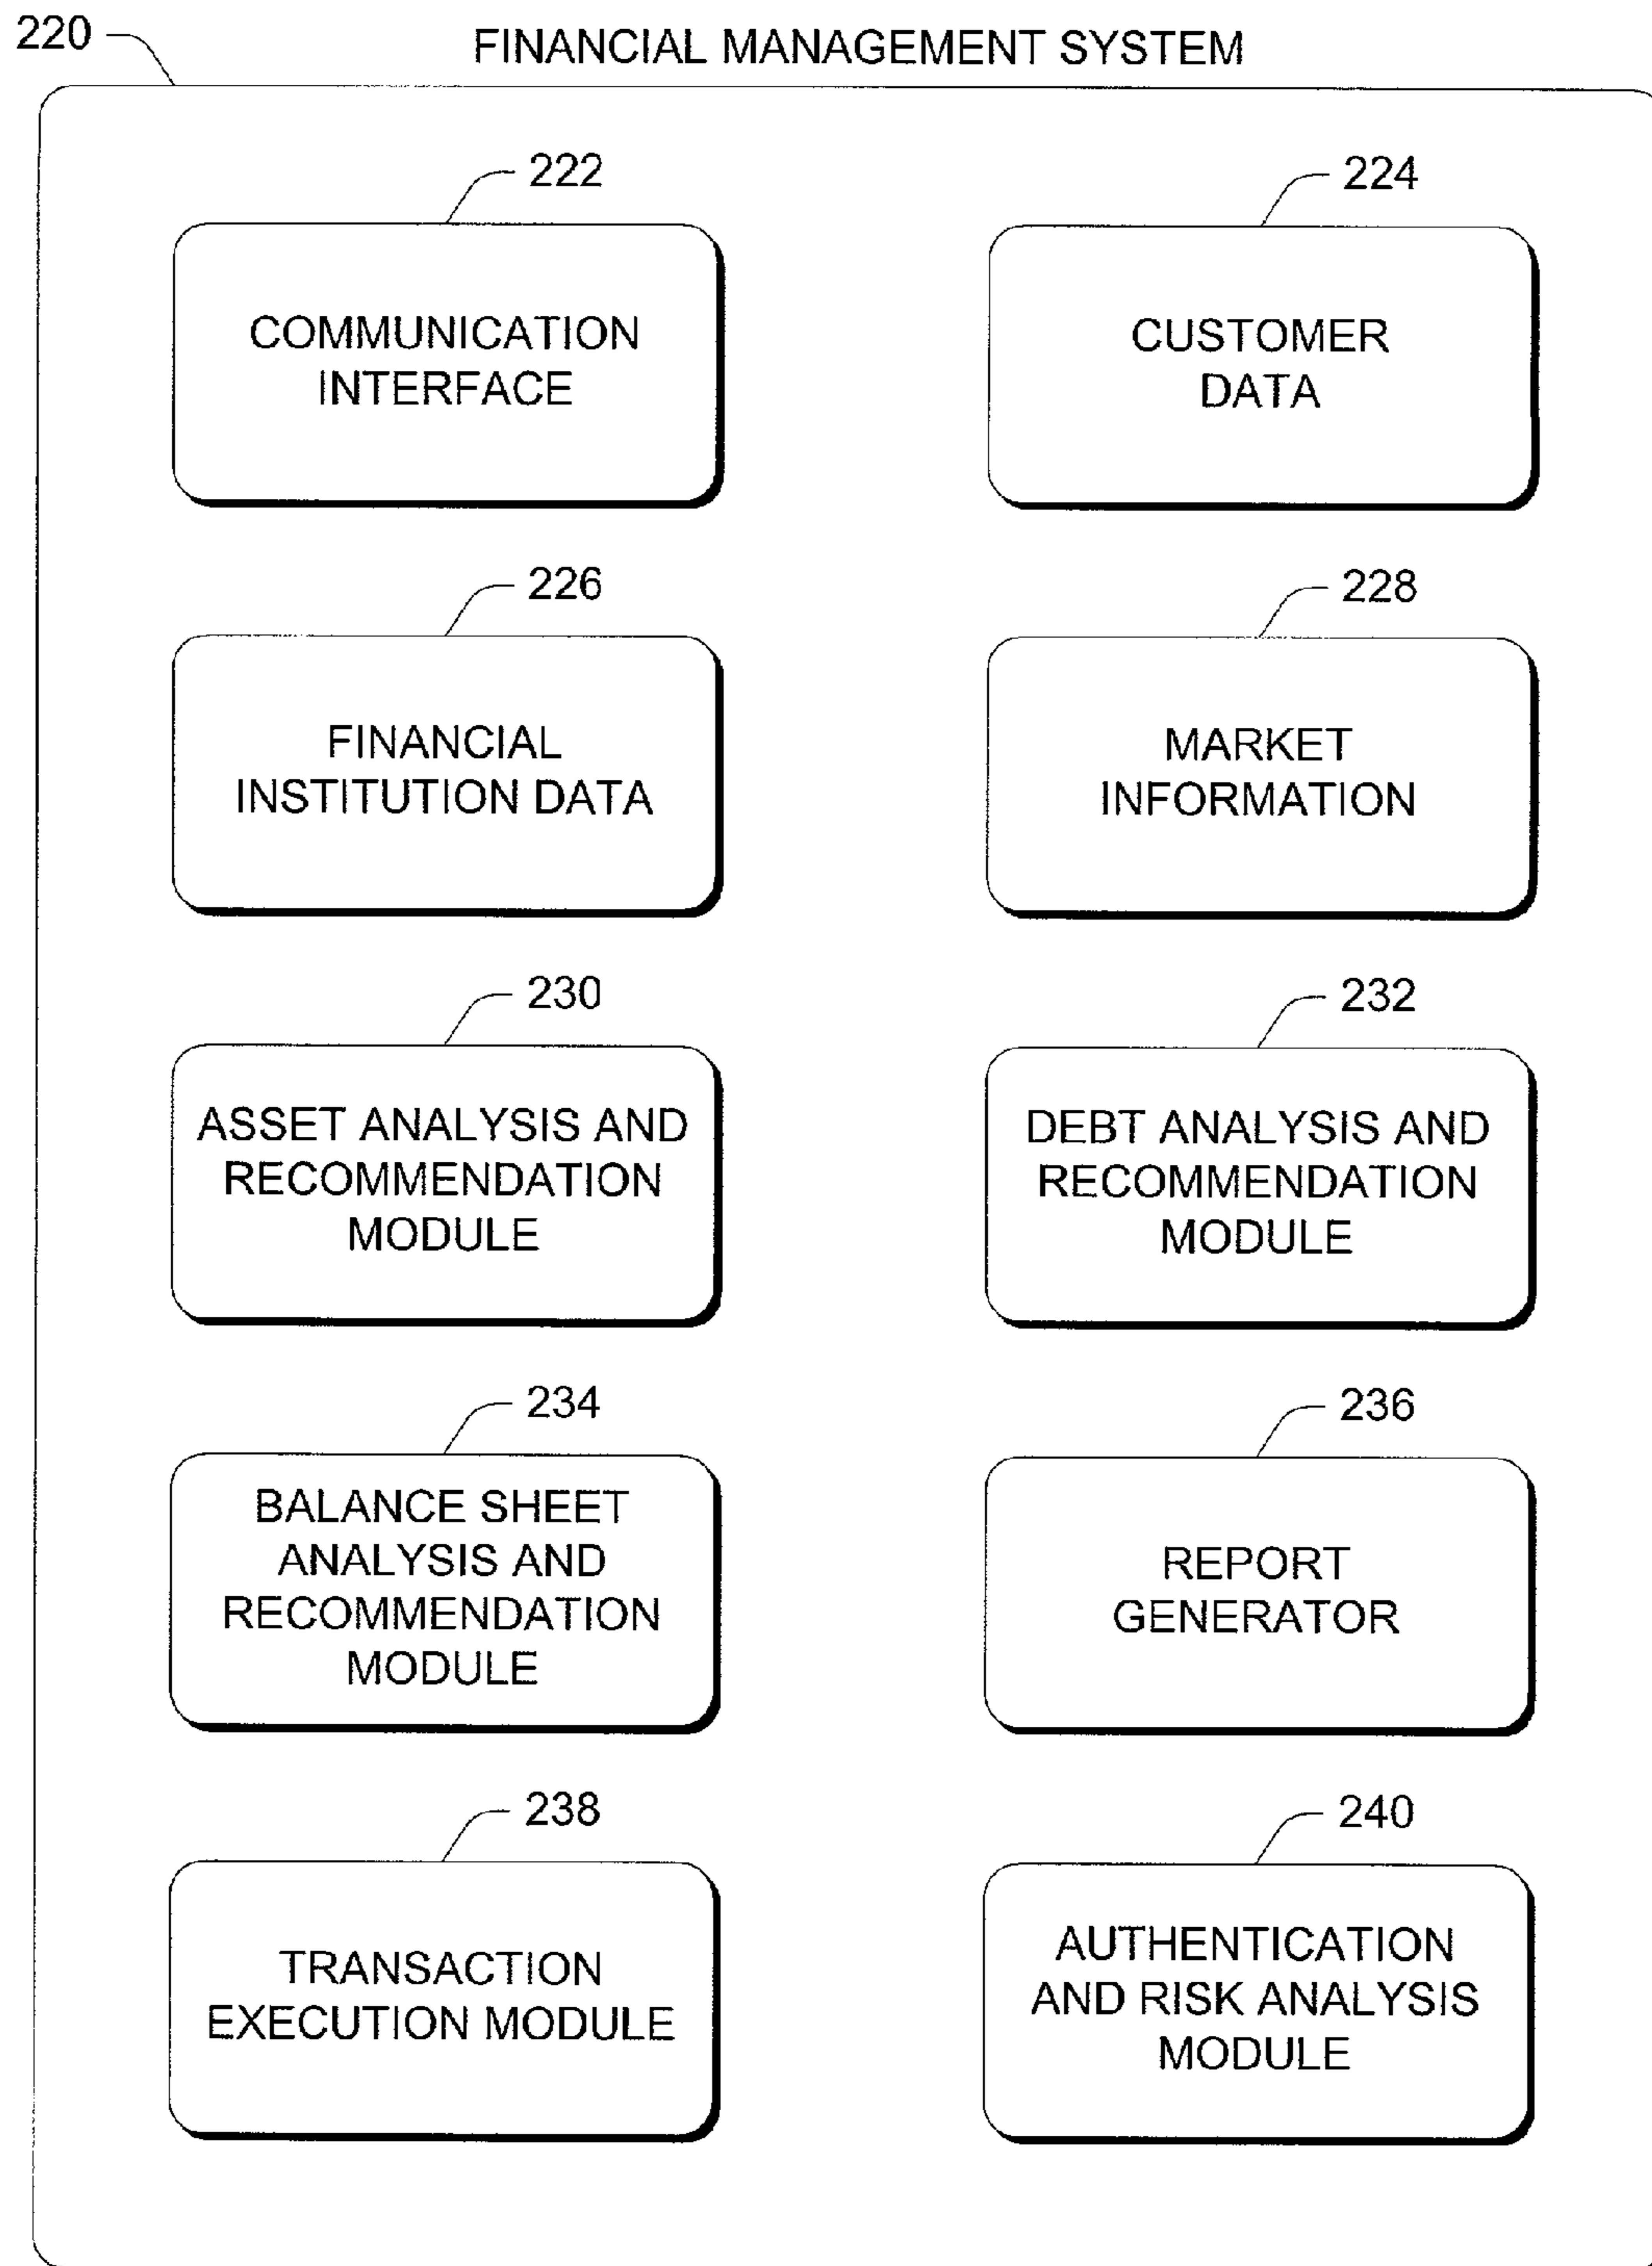 220
FINANCIAL MANAGEMENT SYSTEM
222
224
COMMUNICATION
INTERFACE
CUSTOMER
DATA
226
228
FINANCIAL
INSTITUTION DATA
MARKET
INFORMATION
230
232
ASSET ANALYSIS AND
RECOMMENDATION
MODULE
DEBT ANALYSIS AND
RECOMMENDATION
MODULE
234
236
BALANCE SHEET
ANALYSIS AND
RECOMMENDATION
MODULE
REPORT
GENERATOR
238
240
TRANSACTION
EXECUTION MODULE
AUTHENTICATION
AND RISK ANALYSIS
MODULE